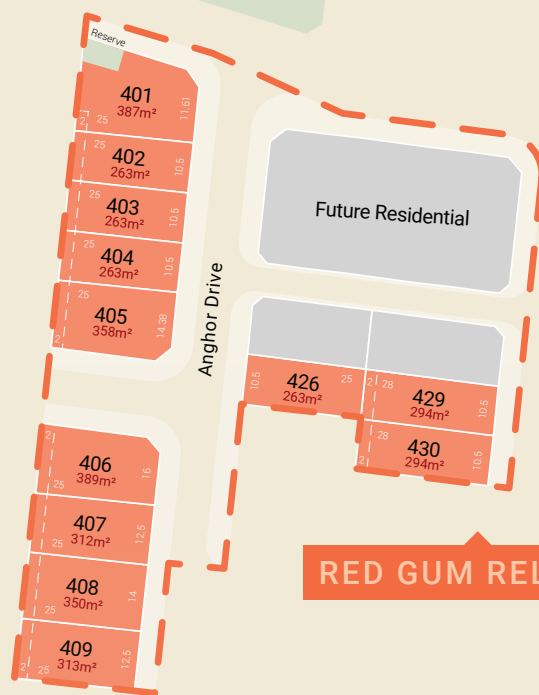 Reserve
401
387m²
11.61
2
25
402
263m²
25
10.5
403
263m²
25
10.5
404
263m²
25
10.5
405
358m²
25
14.38
2
Anghor Drive
Future Residential
426
263m²
10.5
25
429
294m²
2
28
10.5
430
294m²
28
2
10.5
406
389m²
2
25
16
407
312m²
25
12.5
408
350m²
25
14
409
313m²
2
25
12.5
RED GUM REL